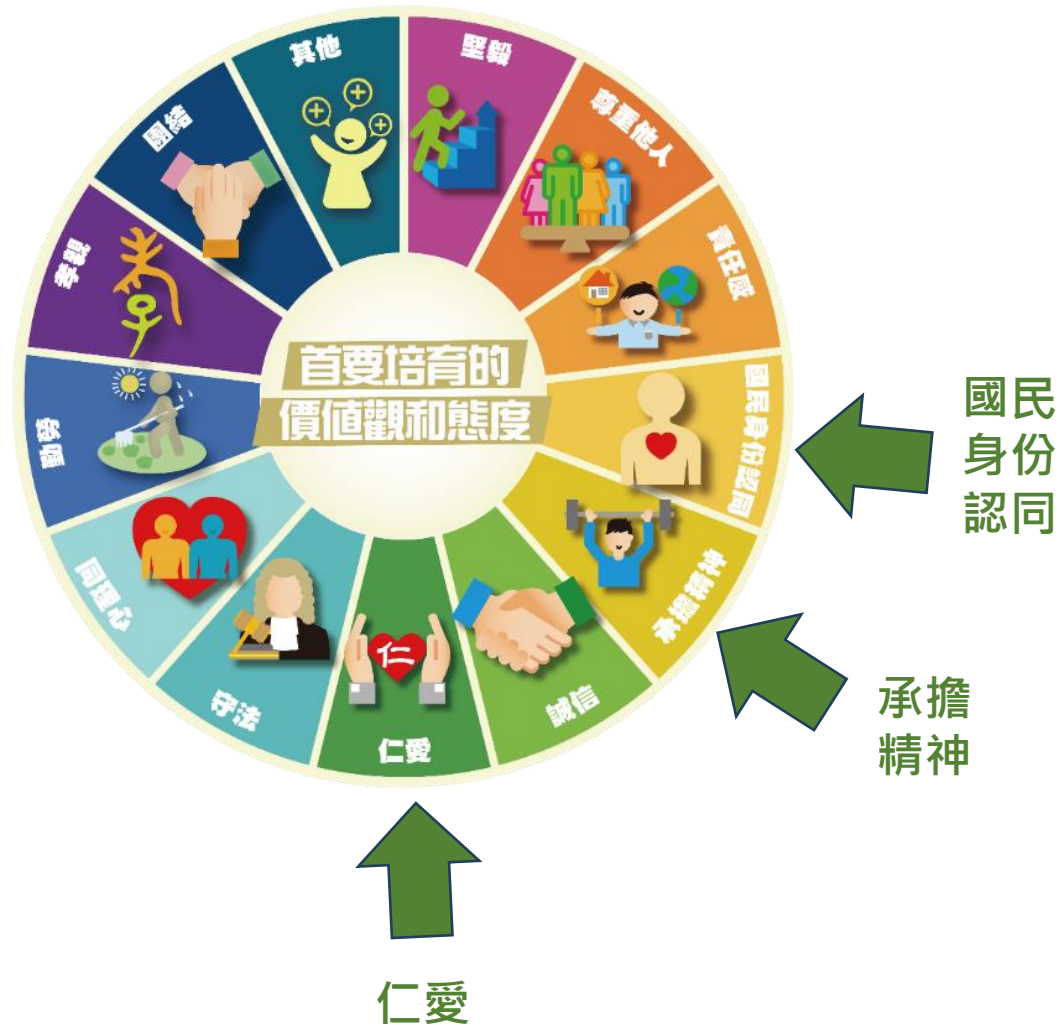 首要培育的
價值觀和態度
堅毅
尊重他人
責任感
國民身份認同
承擔精神
誠信
仁愛
守法
同理心
勤勞
孝親
團結
其他
仁
國民
身份
認同
承擔
精神
仁愛